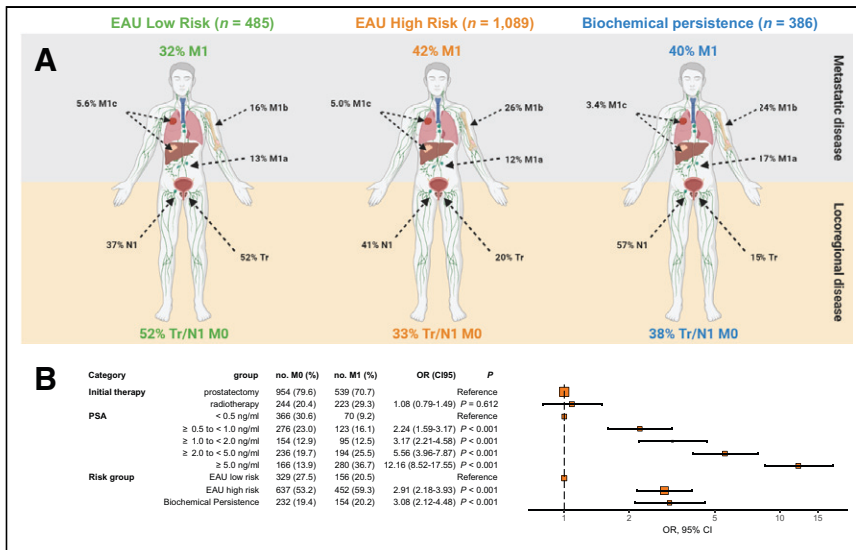 EAU Low Risk (n = 485)
EAU High Risk (n = 1,089)
Biochemical persistence (n = 386)
A
32% M1
42% M1
40% M1
Metastatic disease
5.6% M1c
16% M1b
13% M1a
5.0% M1c
26% M1b
12% M1a
3.4% M1c
24% M1b
17% M1a
Locoregional disease
37% N1
52% Tr
41% N1
20% Tr
57% N1
15% Tr
52% Tr/N1 M0
33% Tr/N1 M0
38% Tr/N1 M0
B
Category group no. M0 (%) no. M1 (%) OR (CI95) P
Initial therapy prostatectomy 954 (79.6) 539 (70.7) Reference
radiotherapy 244 (20.4) 223 (29.3) 1.08 (0.79-1.49) P = 0.612
PSA < 0.5 ng/ml 366 (30.6) 70 (9.2) Reference
≥ 0.5 to < 1.0 ng/ml 276 (23.0) 123 (16.1) 2.24 (1.59-3.17) P < 0.001
≥ 1.0 to < 2.0 ng/ml 154 (12.9) 95 (12.5) 3.17 (2.21-4.58) P < 0.001
≥ 2.0 to < 5.0 ng/ml 236 (19.7) 194 (25.5) 5.56 (3.96-7.87) P < 0.001
≥ 5.0 ng/ml 166 (13.9) 280 (36.7) 12.16 (8.52-17.55) P < 0.001
Risk group EAU low risk 329 (27.5) 156 (20.5) Reference
EAU high risk 637 (53.2) 452 (59.3) 2.91 (2.18-3.93) P < 0.001
Biochemical Persistence 232 (19.4) 154 (20.2) 3.08 (2.12-4.48) P < 0.001
1 2 5 10 15
OR, 95% CI